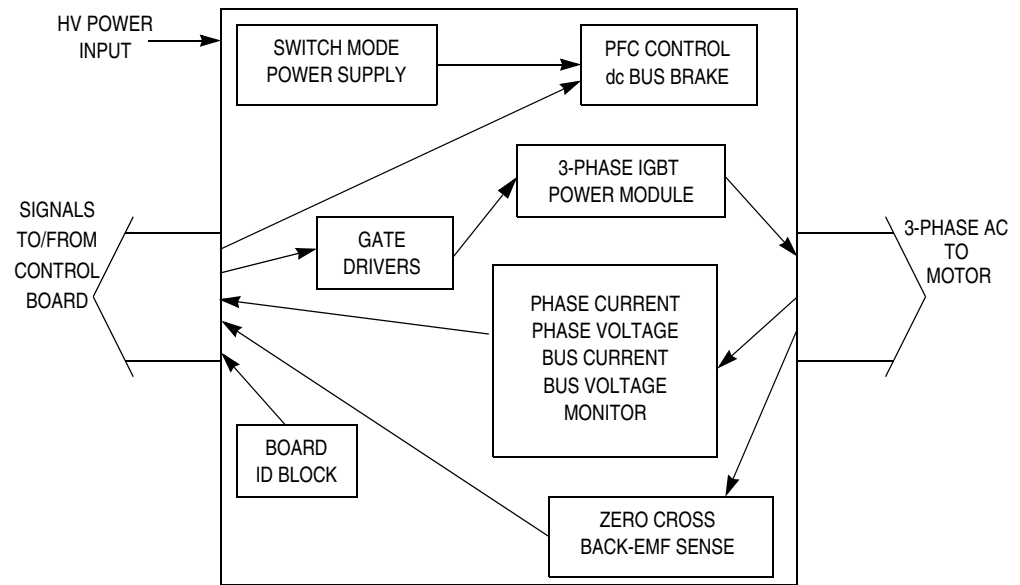 HV POWER
INPUT
SWITCH MODE
POWER SUPPLY
PFC CONTROL
dc BUS BRAKE
3-PHASE IGBT
POWER MODULE
SIGNALS
TO/FROM
CONTROL
BOARD
GATE
DRIVERS
3-PHASE AC
TO
MOTOR
PHASE CURRENT
PHASE VOLTAGE
BUS CURRENT
BUS VOLTAGE
MONITOR
BOARD
ID BLOCK
ZERO CROSS
BACK-EMF SENSE